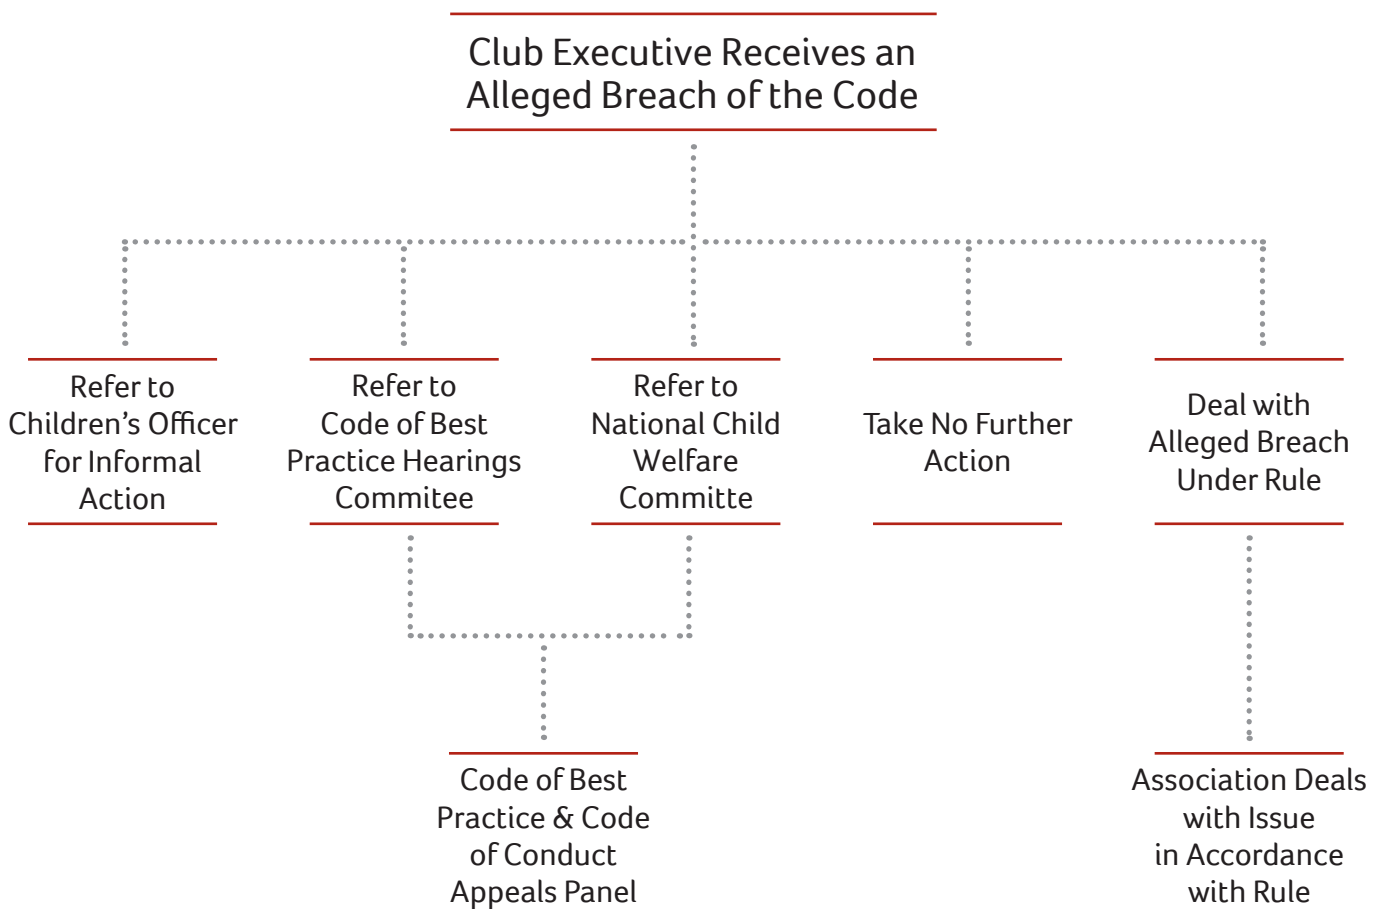 Club Executive Receives an
Alleged Breach of the Code
Refer to
Children's Officer
for Informal
Action
Refer to
Code of Best
Practice Hearings
Commitee
Refer to
National Child
Welfare
Committe
Take No Further
Action
Deal with
Alleged Breach
Under Rule
Code of Best
Practice & Code
of Conduct
Appeals Panel
Association Deals
with Issue
in Accordance
with Rule